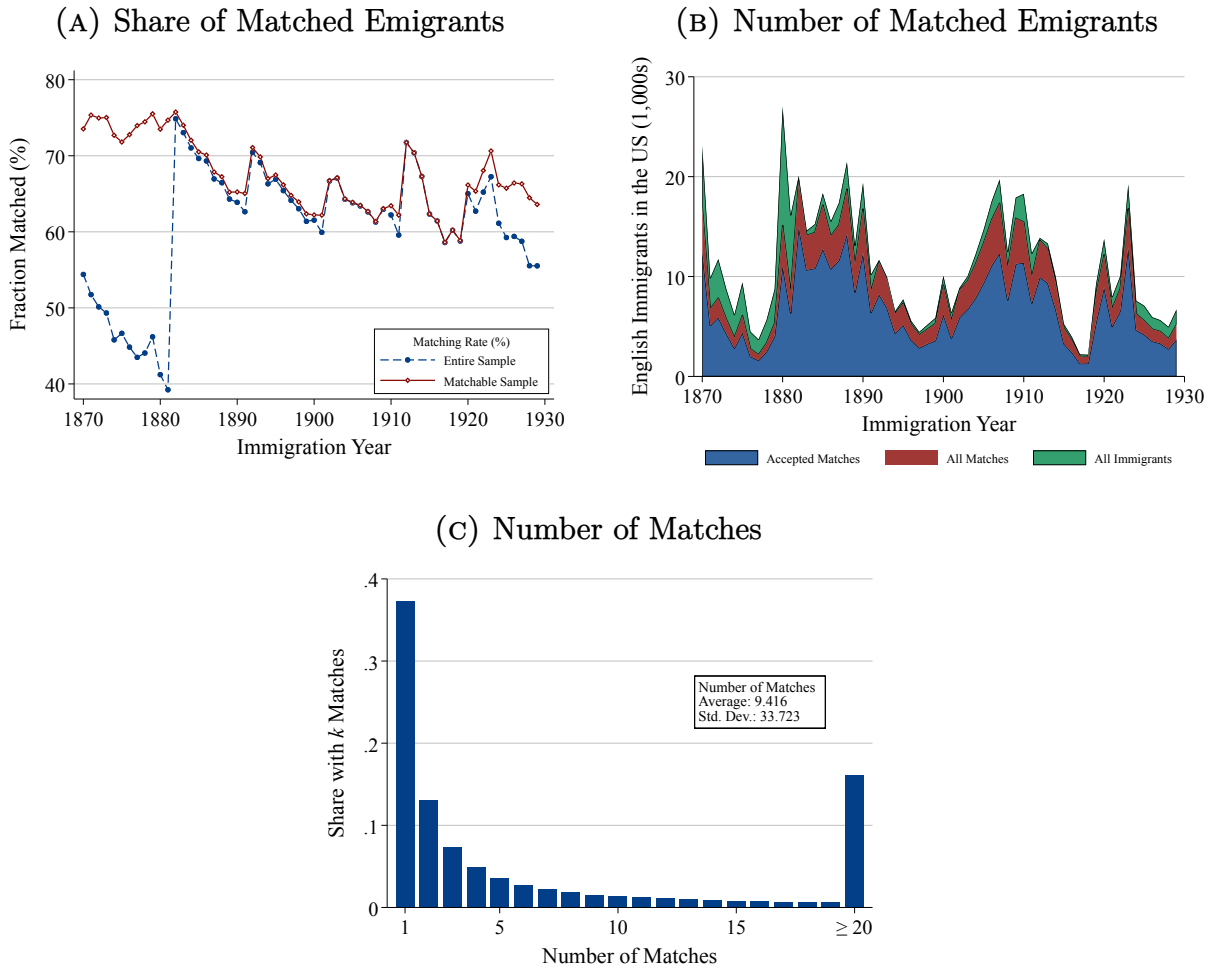 (A) Share of Matched Emigrants
80
70
60
50
40
Fraction Matched (%)
1870 1880 1890 1900 1910 1920 1930
Immigration Year
Matching Rate (%)
Entire Sample
Matchable Sample
(B) Number of Matched Emigrants
30
20
10
0
English Immigrants in the US (1,000s)
1870 1880 1890 1900 1910 1920 1930
Immigration Year
Accepted Matches All Matches All Immigrants
(C) Number of Matches
.4
.3
.2
.1
0
Share with k Matches
Number of Matches
Average: 9.416
Std. Dev.: 33.723
1 5 10 15 ≥ 20
Number of Matches